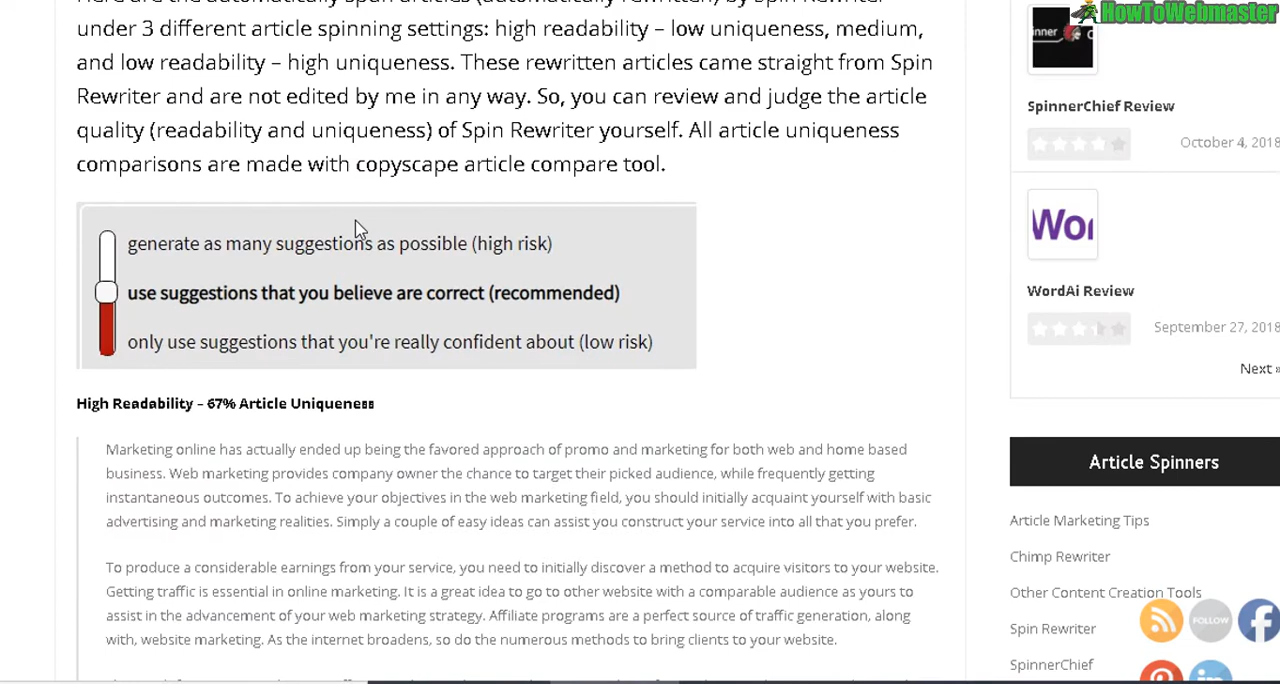 under 3 different article spinning settings: high readability – low uniqueness, medium,
and low readability – high uniqueness. These rewritten articles came straight from Spin
Rewriter and are not edited by me in any way. So, you can review and judge the article
quality (readability and uniqueness) of Spin Rewriter yourself. All article uniqueness
comparisons are made with copyscape article compare tool.
generate as many suggestions as possible (high risk)
use suggestions that you believe are correct (recommended)
only use suggestions that you're really confident about (low risk)
High Readability – 67% Article Uniqueness
Marketing online has actually ended up being the favored approach of promo and marketing for both web and home based
business. Web marketing provides company owner the chance to target their picked audience, while frequently getting
instantaneous outcomes. To achieve your objectives in the web marketing field, you should initially acquaint yourself with basic
advertising and marketing realities. Simply a couple of easy ideas can assist you construct your service into all that you prefer.
To produce a considerable earnings from your service, you need to initially discover a method to acquire visitors to your website.
Getting traffic is essential in online marketing. It is a great idea to go to other website with a comparable audience as yours to
assist in the advancement of your web marketing strategy. Affiliate programs are a perfect source of traffic generation, along
with, website marketing. As the internet broadens, so do the numerous methods to bring clients to your website.
HowToWebmaster
inner
SpinnerChief Review
October 4, 2018
WordAi Review
September 27, 2018
Next »
Article Spinners
Article Marketing Tips
Chimp Rewriter
Other Content Creation Tools
Spin Rewriter
FOLLOW
SpinnerChief